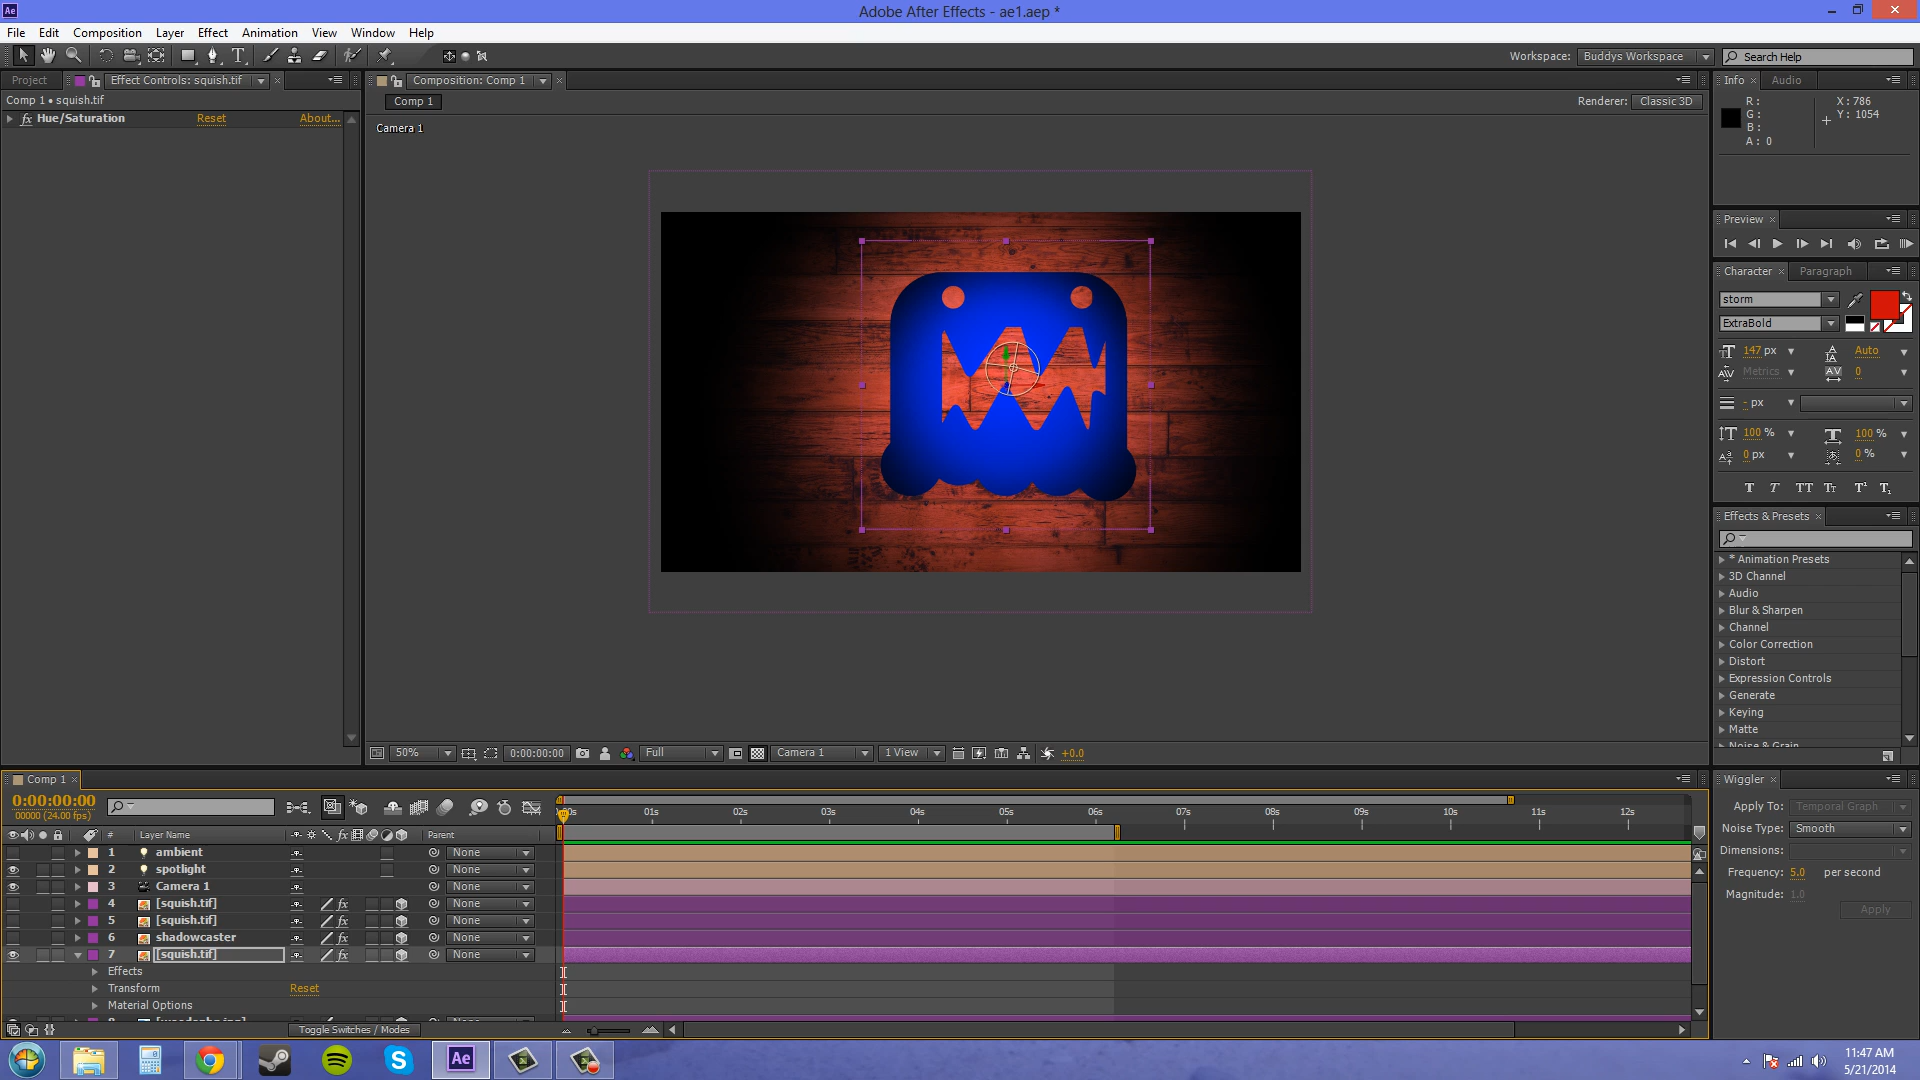 Adobe After Effects - ae1.aep *
File Edit Composition Layer Effect Animation View Window Help
Workspace: Buddys Workspace Search Help
Project Effect Controls: squish.tif
Comp 1 • squish.tif
fx Hue/Saturation Reset About...
Composition: Comp 1
Comp 1
Renderer: Classic 3D
Camera 1
Info Audio
R: X: 786
G: Y: 1054
B:
A: 0
Preview
Character Paragraph
storm
ExtraBold
147 px Auto
Metrics 0
- px
100 % 100 %
0 px 0 %
Effects & Presets
* Animation Presets
3D Channel
Audio
Blur & Sharpen
Channel
Color Correction
Distort
Expression Controls
Generate
Keying
Matte
Noise & Grain
50% 0:00:00:00 Full Camera 1 1 View +0.0
Comp 1
0:00:00:00
00000 (24.00 fps)
01s 02s 03s 04s 05s 06s 07s 08s 09s 10s 11s 12s
# Layer Name Parent
1 ambient None
2 spotlight None
3 Camera 1 None
4 [squish.tif] fx None
5 [squish.tif] fx None
6 shadowcaster fx None
7 [squish.tif] fx None
Effects
Transform Reset
Material Options
Toggle Switches / Modes
Wiggler
Apply To: Temporal Graph
Noise Type: Smooth
Dimensions:
Frequency: 5.0 per second
Magnitude: 1.0
Apply
11:47 AM
5/21/2014